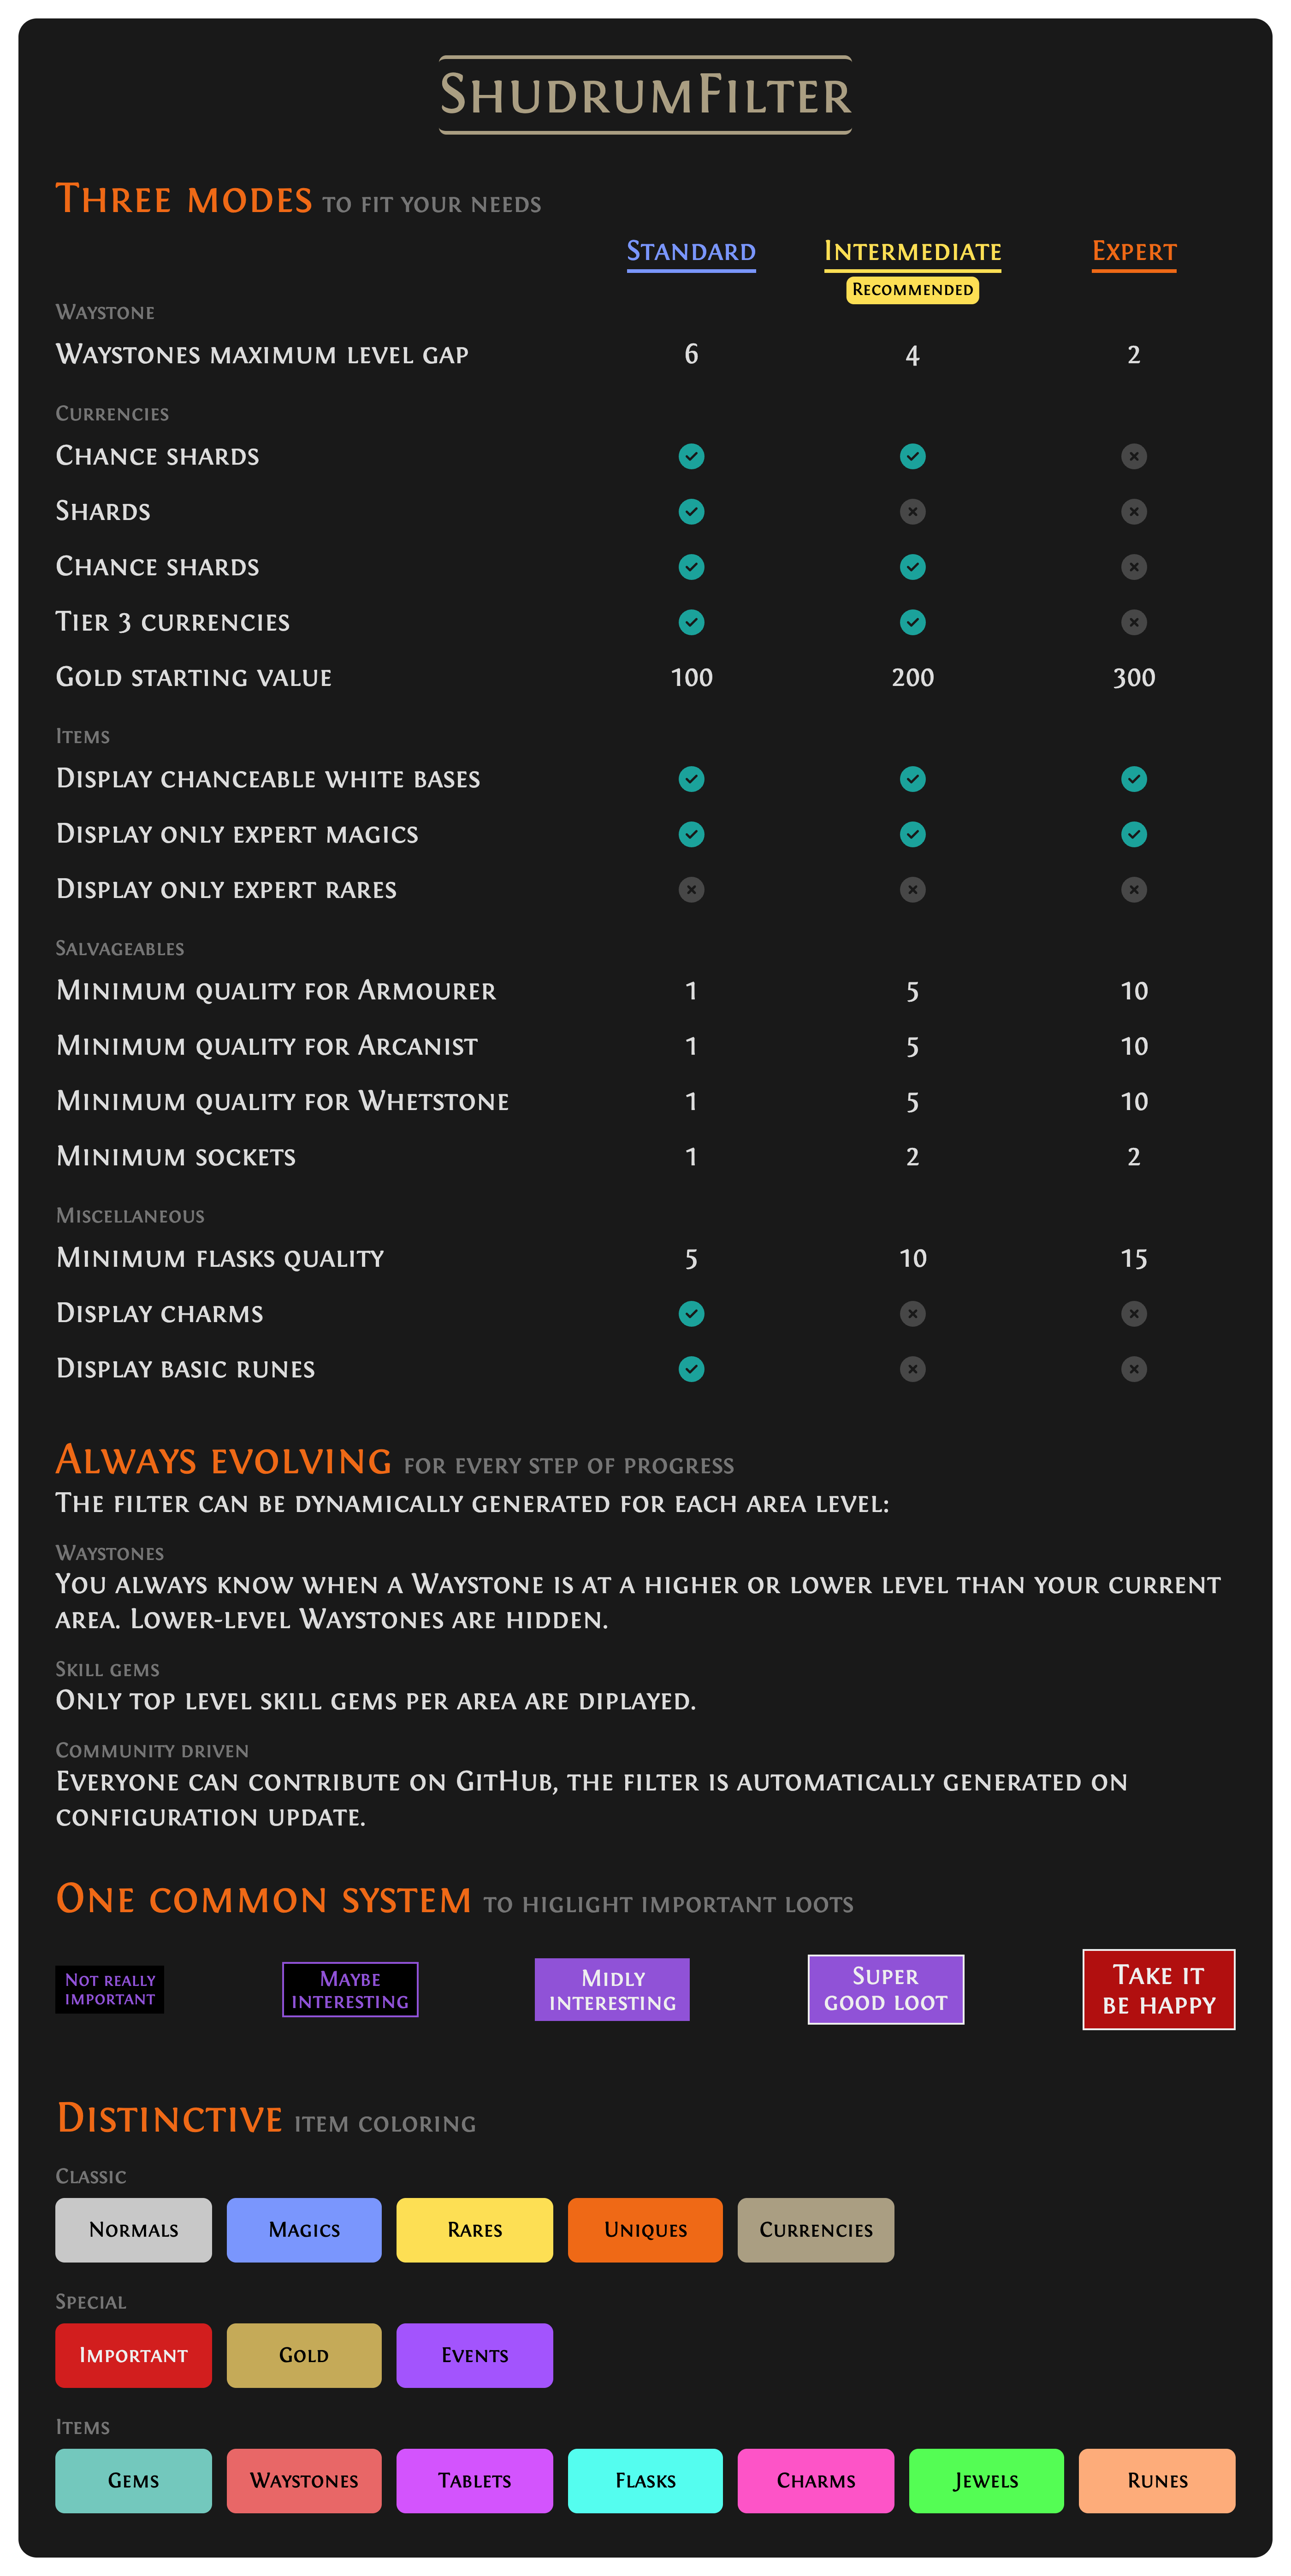 ShudrumFilter
Three modes to fit your needs
Standard Intermediate Expert
Recommended
Waystone
Waystones maximum level gap 6 4 2
Currencies
Chance shards
Shards
Chance shards
Tier 3 currencies
Gold starting value 100 200 300
Items
Display chanceable white bases
Display only expert magics
Display only expert rares
Salvageables
Minimum quality for Armourer 1 5 10
Minimum quality for Arcanist 1 5 10
Minimum quality for Whetstone 1 5 10
Minimum sockets 1 2 2
Miscellaneous
Minimum flasks quality 5 10 15
Display charms
Display basic runes
Always evolving for every step of progress
The filter can be dynamically generated for each area level:
Waystones
You always know when a Waystone is at a higher or lower level than your current
area. Lower-level Waystones are hidden.
Skill gems
Only top level skill gems per area are diplayed.
Community driven
Everyone can contribute on GitHub, the filter is automatically generated on
configuration update.
One common system to higlight important loots
Not really
important
Maybe
interesting
Midly
interesting
Super
good loot
Take it
be happy
Distinctive item coloring
Classic
Normals Magics Rares Uniques Currencies
Special
Important Gold Events
Items
Gems Waystones Tablets Flasks Charms Jewels Runes